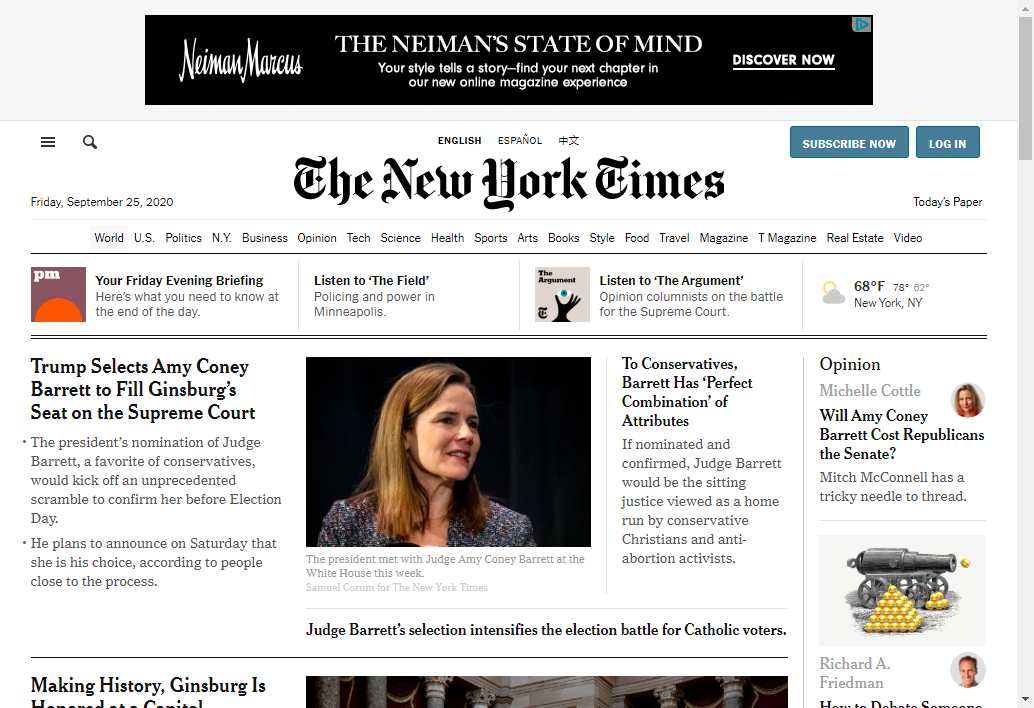 Neiman Marcus
THE NEIMAN'S STATE OF MIND
Your style tells a story—find your next chapter in
our new online magazine experience
DISCOVER NOW
ENGLISH ESPAÑOL 中文
SUBSCRIBE NOW LOG IN
The New York Times
Friday, September 25, 2020
Today's Paper
World U.S. Politics N.Y. Business Opinion Tech Science Health Sports Arts Books Style Food Travel Magazine T Magazine Real Estate Video
pm
Your Friday Evening Briefing
Here's what you need to know at
the end of the day.
Listen to 'The Field'
Policing and power in
Minneapolis.
The
Argument
Listen to 'The Argument'
Opinion columnists on the battle
for the Supreme Court.
68°F 78° 62°
New York, NY
Trump Selects Amy Coney
Barrett to Fill Ginsburg's
Seat on the Supreme Court
• The president's nomination of Judge
Barrett, a favorite of conservatives,
would kick off an unprecedented
scramble to confirm her before Election
Day.
• He plans to announce on Saturday that
she is his choice, according to people
close to the process.
The president met with Judge Amy Coney Barrett at the
White House this week.
Samuel Corum for The New York Times
To Conservatives,
Barrett Has 'Perfect
Combination' of
Attributes
If nominated and
confirmed, Judge Barrett
would be the sitting
justice viewed as a home
run by conservative
Christians and anti-
abortion activists.
Judge Barrett's selection intensifies the election battle for Catholic voters.
Opinion
Michelle Cottle
Will Amy Coney
Barrett Cost Republicans
the Senate?
Mitch McConnell has a
tricky needle to thread.
Richard A.
Friedman
How to Debate Someone
Making History, Ginsburg Is
Honored at a Capitol